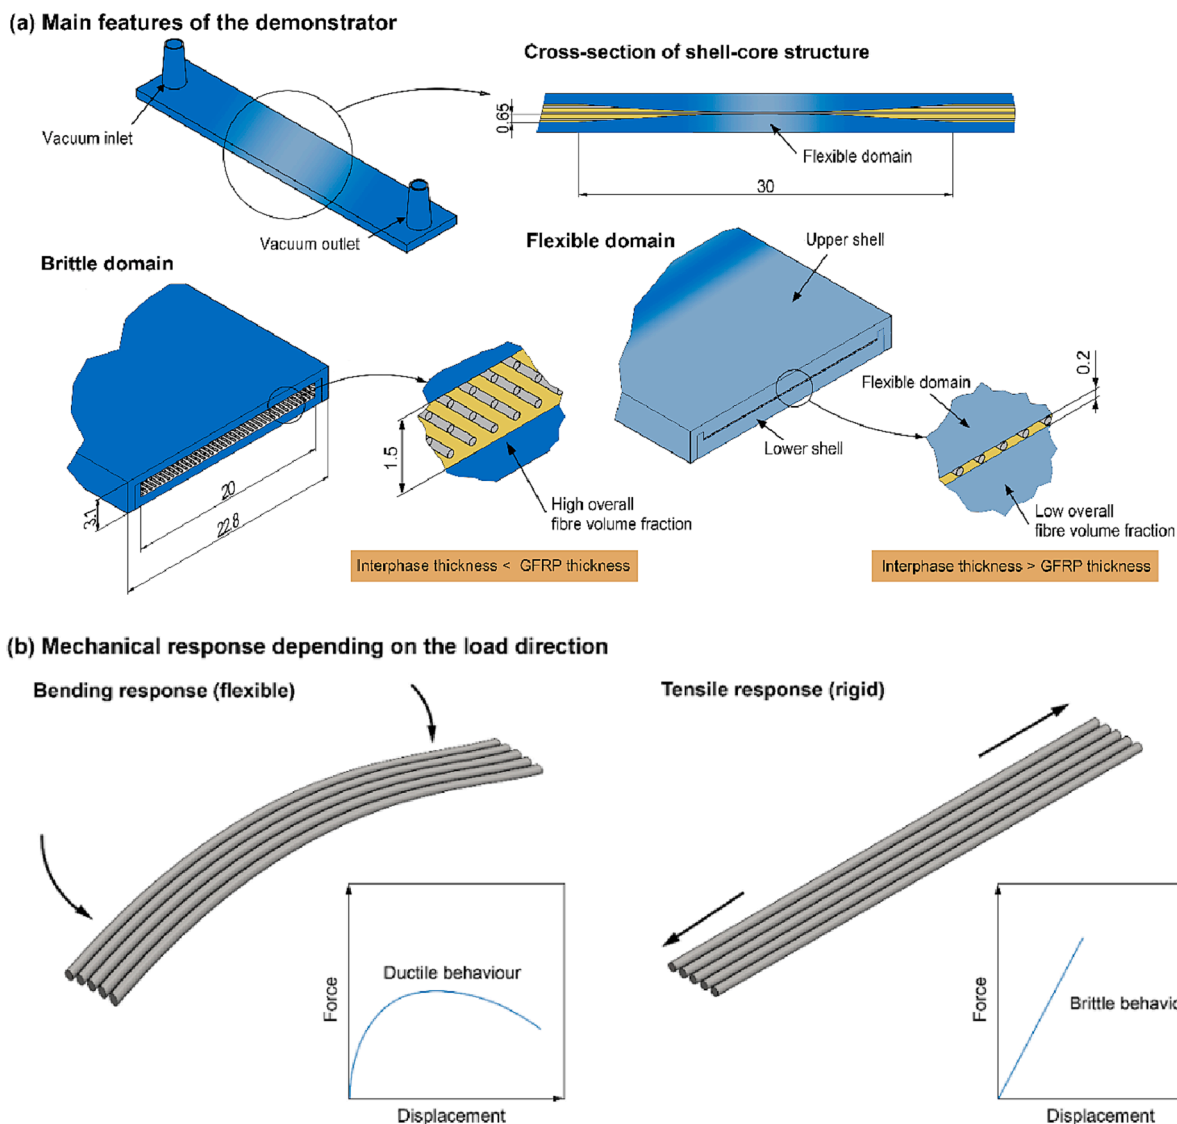 (a) Main features of the demonstrator
Cross-section of shell-core structure
Vacuum inlet
0.65
Flexible domain
30
Vacuum outlet
Brittle domain
Flexible domain
Upper shell
0.2
Flexible domain
Lower shell
1.5
20
22.8
3.1
High overall
fibre volume fraction
Low overall
fibre volume fraction
Interphase thickness < GFRP thickness
Interphase thickness > GFRP thickness
(b) Mechanical response depending on the load direction
Bending response (flexible)
Tensile response (rigid)
Ductile behaviour
Force
Displacement
Brittle behavio
Force
Displacement